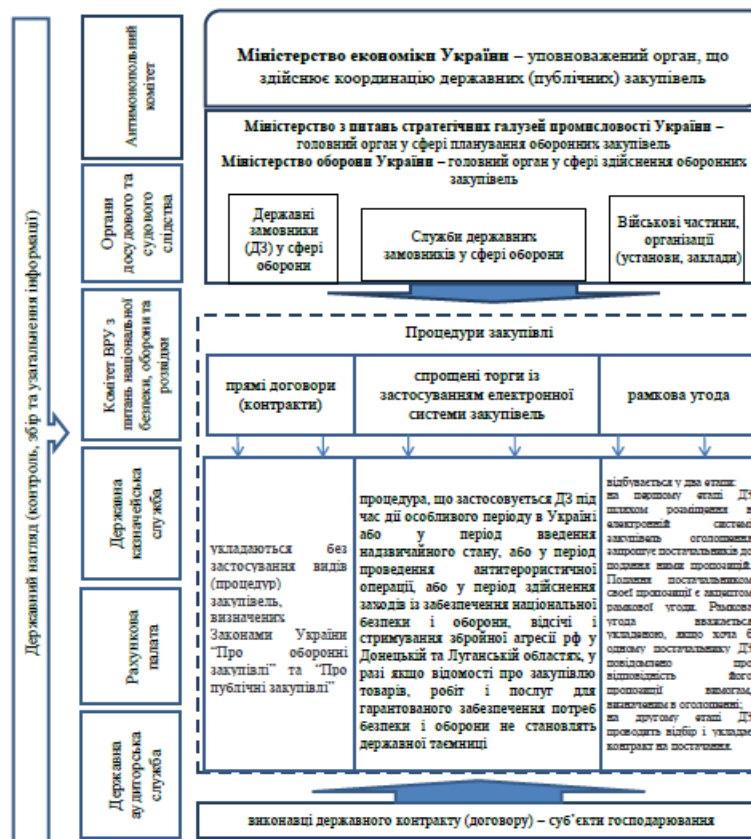 Державний нагляд (контроль, збір та узагальнення інформації)
Антимонопольний
комітет
Органи
досудового та
судового
слідства
Комітет ВРУ з
питань національної
безпеки, оборони та
розвідки
Державна
казначейська
служба
Рахункова
палата
Державна
аудиторська
служба
Міністерство економіки України – уповноважений орган, що
здійснює координацію державних (публічних) закупівель
Міністерство з питань стратегічних галузей промисловості України –
головний орган у сфері планування оборонних закупівель
Міністерство оборони України – головний орган у сфері здійснення оборонних
закупівель
Державні
замовники
(ДЗ) у сфері
оборони
Служби державних
замовників у сфері оборони
Військові частини,
організації
(установи, заклади)
Процедури закупівлі
прямі договори
(контракти)
спрощені торги із
застосуванням електронної
системи закупівель
рамкова угода
укладаються без
застосування видів
(процедур)
закупівель,
визначених
Законами України
“Про оборонні
закупівлі” та “Про
публічні закупівлі”
процедура, що застосовується ДЗ під
час дії особливого періоду в Україні
або у період введення
надзвичайного стану, або у період
проведення антитерористичної
операції, або у період здійснення
заходів із забезпечення національної
безпеки і оборони, відсічі і
стримування збройної агресії рф у
Донецькій та Луганській областях, у
разі якщо відомості про закупівлю
товарів, робіт і послуг для
гарантованого забезпечення потреб
безпеки і оборони не становлять
державної таємниці
відбувається у два етапи:
на першому етапі ДЗ
шляхом розміщення в
електронній системі
закупівель оголошення
запрошує постачальників до
подання ними пропозицій.
Подання постачальником
своєї пропозиції є акцептом
рамкової угоди. Рамкова
угода вважається
укладеною, якщо хоча б
одному постачальнику ДЗ
повідомлено про
відповідність його
пропозиції вимогам,
визначеним в оголошенні;
на другому етапі ДЗ
проводить відбір і укладає
контракт на постачання.
виконавці державного контракту (договору) – суб’єкти господарювання